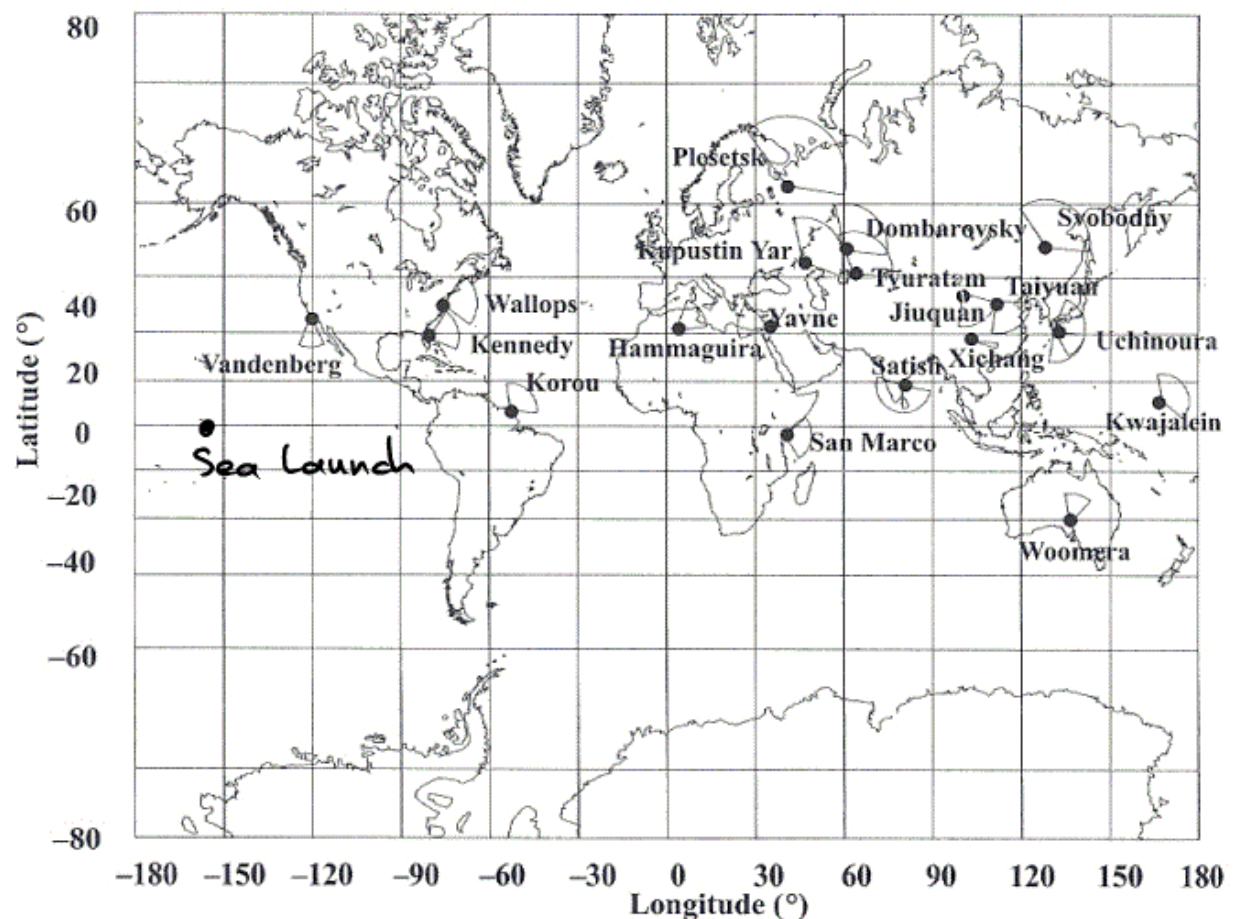 80
60
40
20
0
−20
−40
−60
−80
Latitude (°)
Plesetsk
Dombarovsky
Svobodny
Kupustin Yar
Tyuratam
Taiyuan
Wallops
Jiuquan
Yavne
Kennedy
Hammaguira
Uchinoura
Vandenberg
Xichang
Satish
Korou
Kwajalein
San Marco
Sea Launch
Woomera
−180 −150 −120 −90 −60 −30 0 30 60 90 120 150 180
Longitude (°)